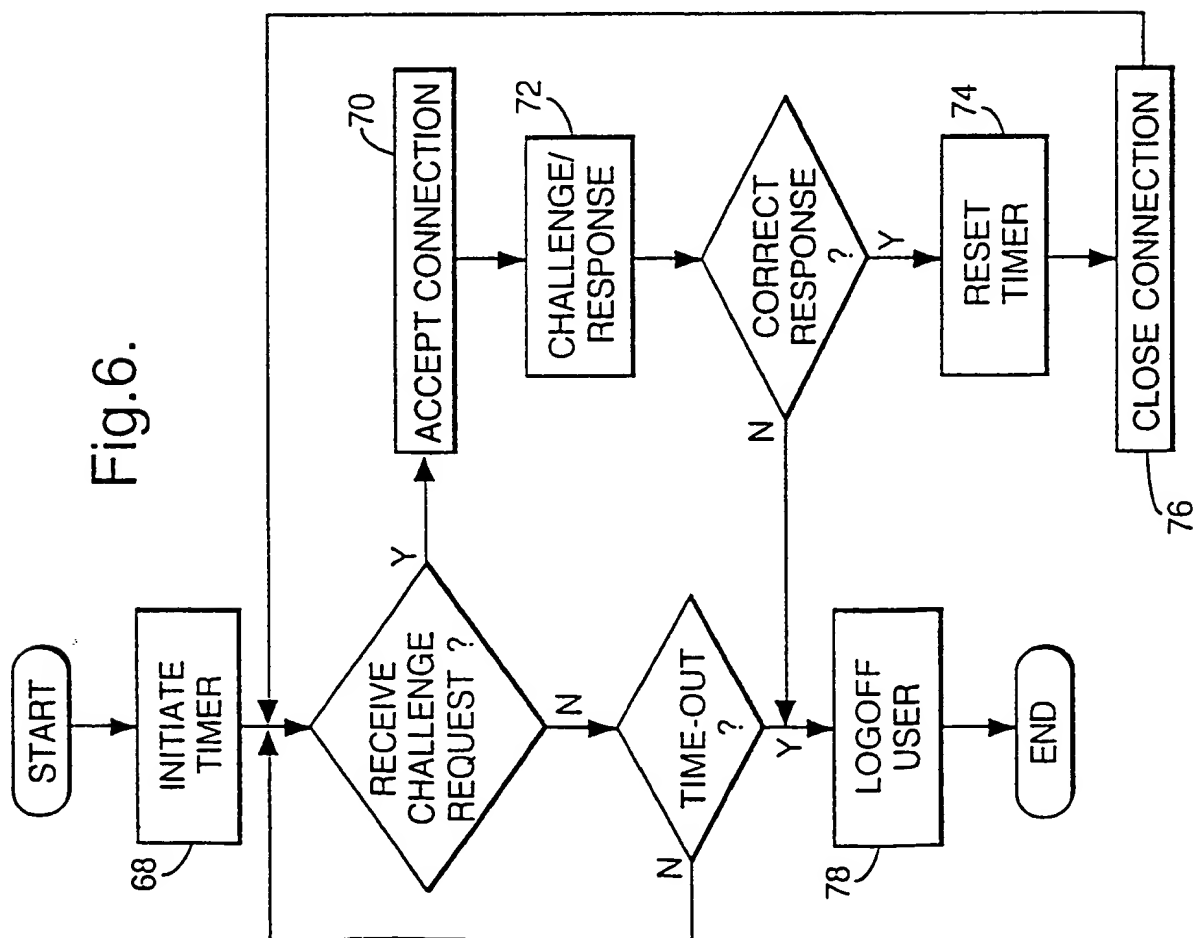 Fig.6.
START
INITIATE
TIMER
68
RECEIVE
CHALLENGE
REQUEST ?
Y
N
TIME-OUT
?
N
Y
LOGOFF
USER
78
END
ACCEPT CONNECTION
70
CHALLENGE/
RESPONSE
72
CORRECT
RESPONSE
?
N
Y
RESET
TIMER
74
CLOSE CONNECTION
76